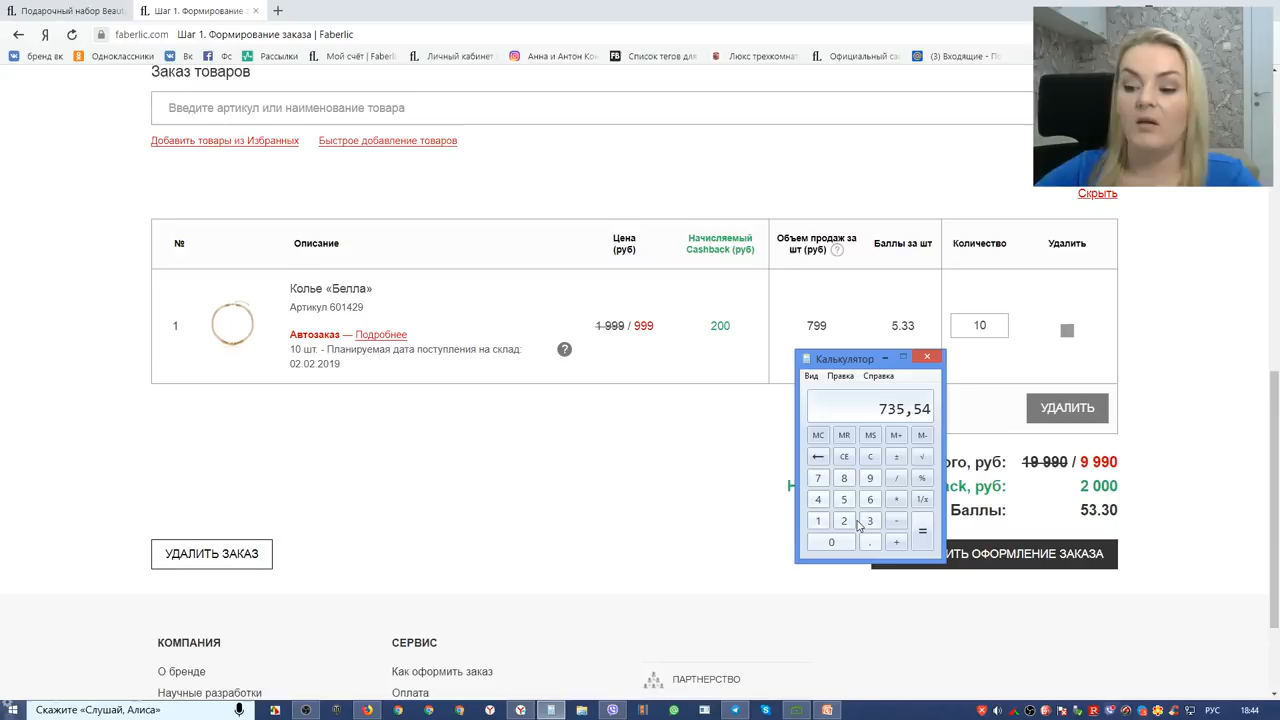 Подарочный набор Beaut
Шаг 1. Формирование з
faberlic.com
Шаг 1. Формирование заказа | Faberlic
бренд вк
Одноклассники
Вк
Фс
Рассылки
Мой счёт | Faberlic
Личный кабинет
Анна и Антон Кон
Список тегов для
Люкс трехкомнат
Официальный са
(3) Входящие - По
Заказ товаров
Введите артикул или наименование товара
Добавить товары из Избранных
Быстрое добавление товаров
Скрыть
№
Описание
Цена
(руб)
Начисляемый
Cashback (руб)
Объем продаж за
шт (руб) ?
Баллы за шт
Количество
Удалить
1
Колье «Белла»
Артикул 601429
Автозаказ — Подробнее
10 шт. - Планируемая дата поступления на склад:
02.02.2019
?
1 999 / 999
200
799
5.33
10
Калькулятор
Вид Правка Справка
735,54
MC MR MS M+ M-
← CE C ± √
7 8 9 / %
4 5 6 * 1/x
1 2 3 - =
0 . +
УДАЛИТЬ
ого, руб: 19 990 / 9 990
ck, руб: 2 000
Баллы: 53.30
УДАЛИТЬ ЗАКАЗ
ИТЬ ОФОРМЛЕНИЕ ЗАКАЗА
КОМПАНИЯ
О бренде
Научные разработки
СЕРВИС
Как оформить заказ
Оплата
ПАРТНЕРСТВО
Скажите «Слушай, Алиса»
РУС
18:44